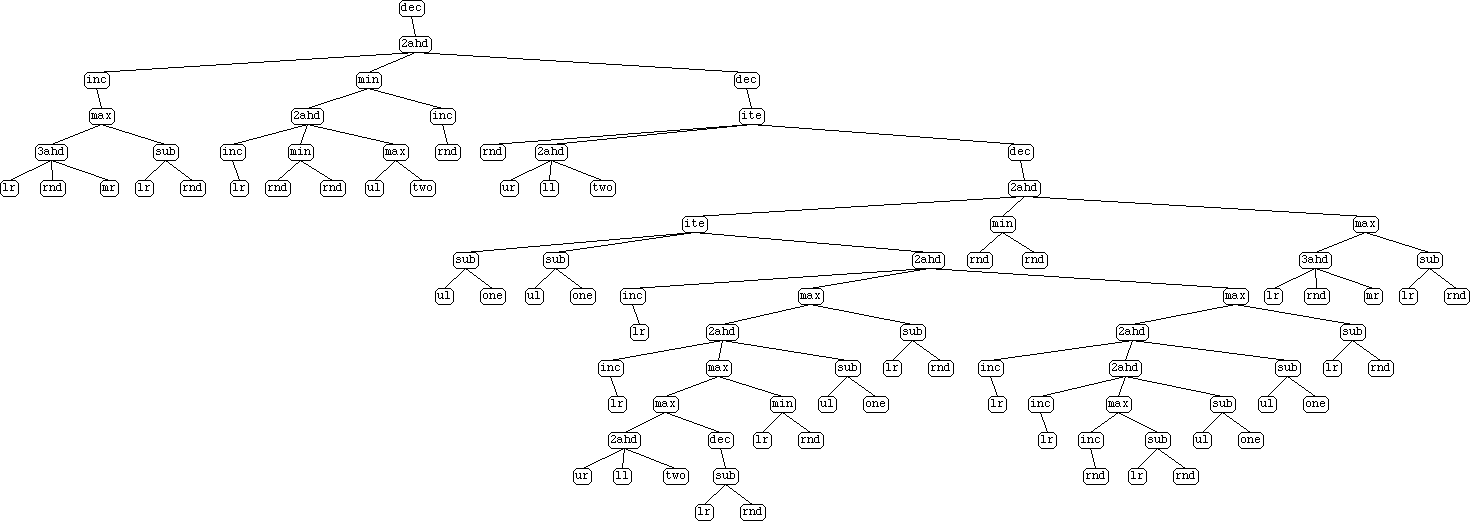 dec
2ahd
inc min dec
max 2ahd inc ite
3ahd sub inc min max rnd rnd 2ahd dec
lr rnd mr lr rnd lr rnd rnd ul two ur ll two 2ahd
ite min max
sub sub 2ahd rnd rnd 3ahd sub
ul one ul one inc max max lr rnd mr lr rnd
lr 2ahd sub 2ahd sub
inc max sub lr rnd inc 2ahd sub lr rnd
lr max min ul one lr inc max sub ul one
2ahd dec lr rnd lr inc sub ul one
ur ll two sub rnd lr rnd
lr rnd